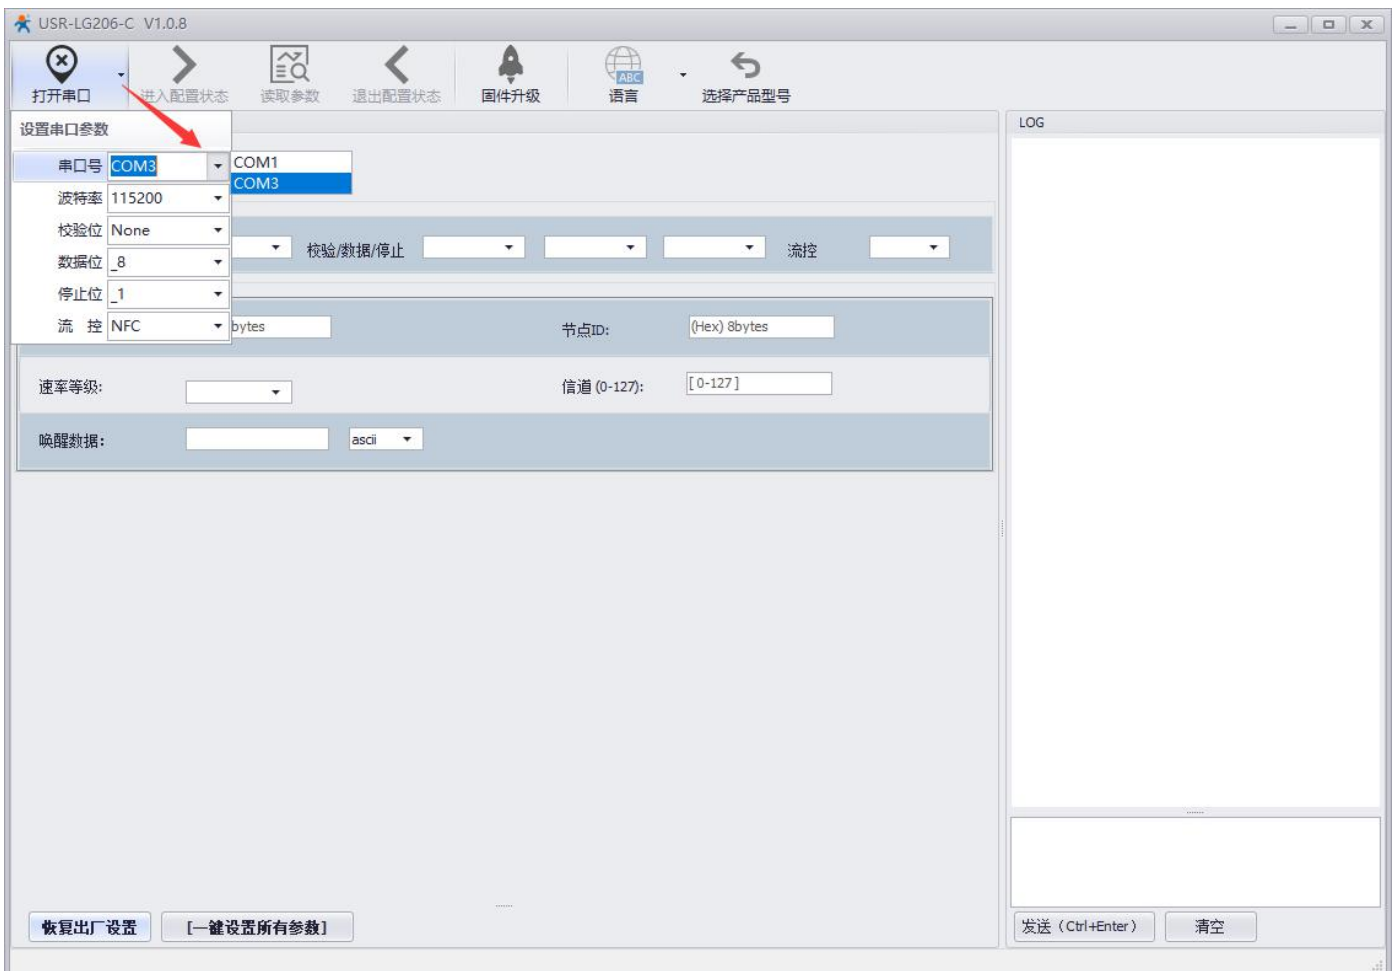 USR-LG206-C V1.0.8
打开串口
进入配置状态
读取参数
退出配置状态
固件升级
ABC
语言
选择产品型号
设置串口参数
串口号 COM3
COM1
COM3
波特率 115200
校验位 None
数据位 _8
停止位 _1
流 控 NFC
校验/数据/停止
流控
bytes
节点ID:
(Hex) 8bytes
速率等级:
信道 (0-127):
[ 0-127 ]
唤醒数据:
ascii
LOG
恢复出厂设置
[一键设置所有参数]
发送（Ctrl+Enter）
清空